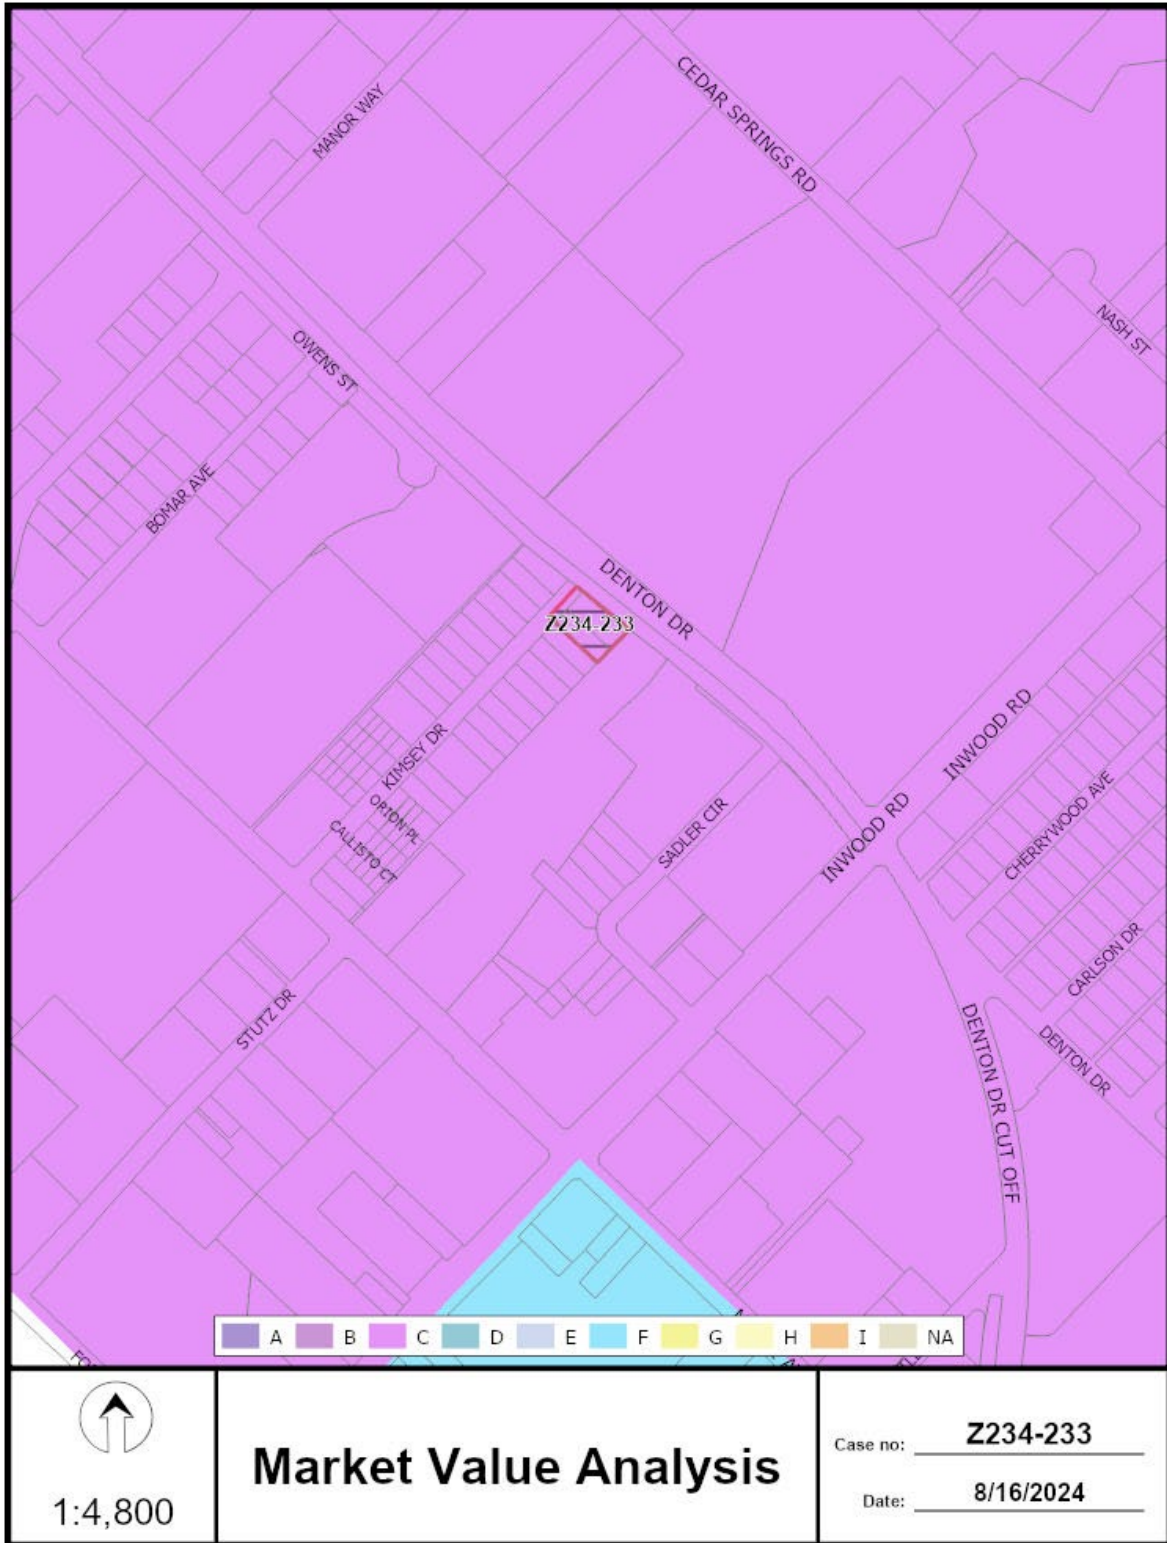 CEDAR SPRINGS RD
MANOR WAY
NASH ST
OWENS ST
BOMAR AVE
DENTON DR
Z234-233
INWOOD RD
KIMSEY DR
ORION PL
CALLISTO CT
SADLER CIR
INWOOD RD
CHERRYWOOD AVE
CARLSON DR
STUTZ DR
DENTON DR CUT OFF
DENTON DR
A B C D E F G H I NA
1:4,800
Market Value Analysis
Case no: Z234-233
Date: 8/16/2024